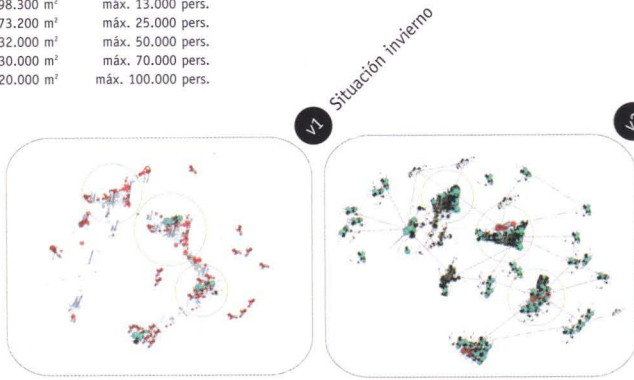 98.300 m² máx. 13.000 pers.
73.200 m² máx. 25.000 pers.
32.000 m² máx. 50.000 pers.
30.000 m² máx. 70.000 pers.
20.000 m² máx. 100.000 pers.
v1 Situación invierno